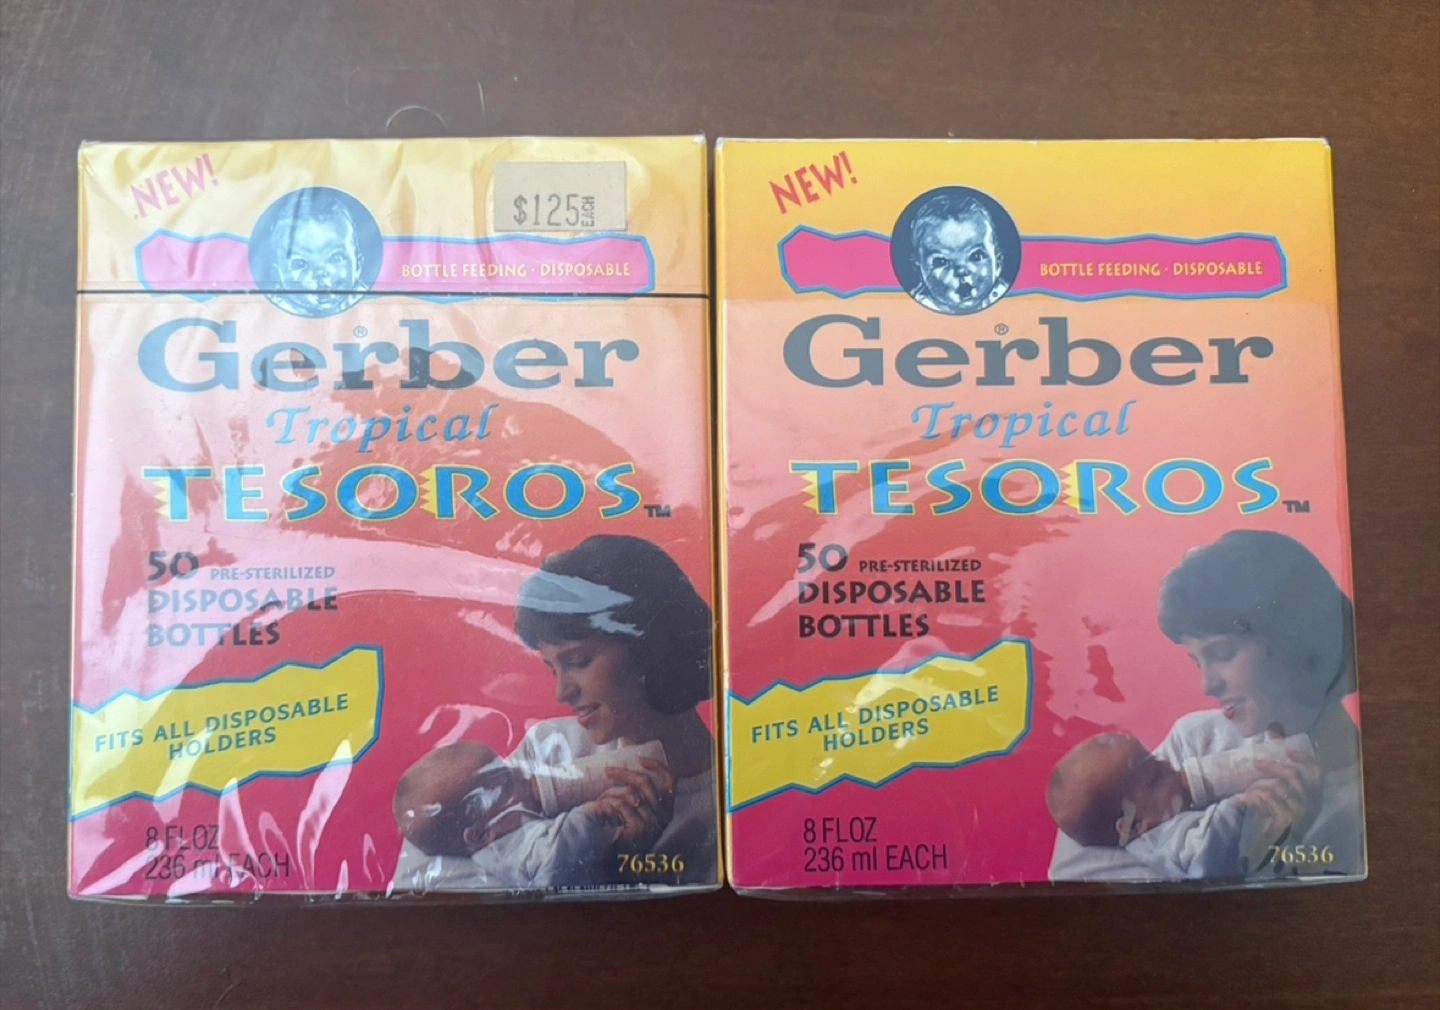 NEW!
$125 EACH
BOTTLE FEEDING · DISPOSABLE
Gerber®
Tropical
TESOROS™
50 PRE-STERILIZED
DISPOSABLE
BOTTLES
FITS ALL DISPOSABLE
HOLDERS
8 FL OZ
236 ml EACH
76536
NEW!
BOTTLE FEEDING · DISPOSABLE
Gerber®
Tropical
TESOROS™
50 PRE-STERILIZED
DISPOSABLE
BOTTLES
FITS ALL DISPOSABLE
HOLDERS
8 FL OZ
236 ml EACH
76536